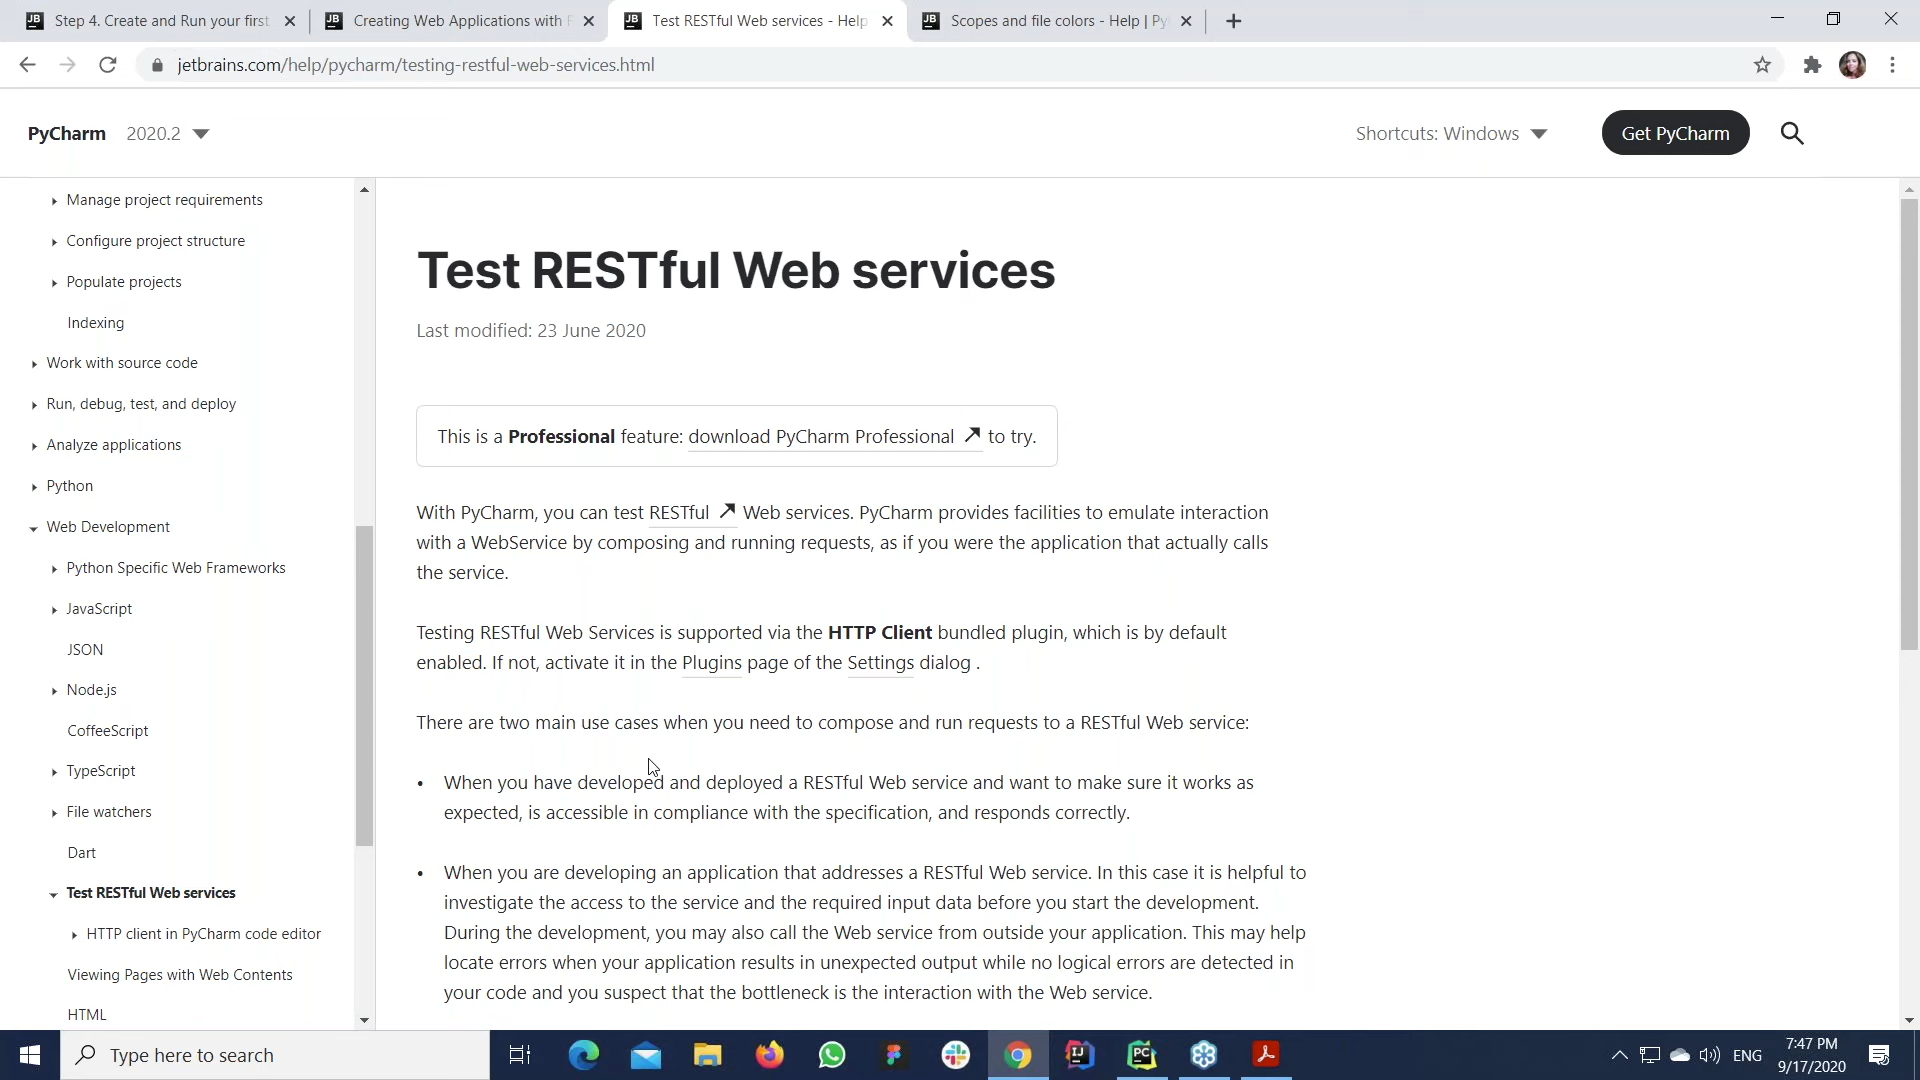 Step 4. Create and Run your first
Creating Web Applications with
Test RESTful Web services - Help
Scopes and file colors - Help | Py
jetbrains.com/help/pycharm/testing-restful-web-services.html
PyCharm 2020.2
Shortcuts: Windows
Get PyCharm
Manage project requirements
Configure project structure
Populate projects
Indexing
Work with source code
Run, debug, test, and deploy
Analyze applications
Python
Web Development
Python Specific Web Frameworks
JavaScript
JSON
Node.js
CoffeeScript
TypeScript
File watchers
Dart
Test RESTful Web services
HTTP client in PyCharm code editor
Viewing Pages with Web Contents
HTML
Test RESTful Web services
Last modified: 23 June 2020
This is a Professional feature: download PyCharm Professional to try.
With PyCharm, you can test RESTful Web services. PyCharm provides facilities to emulate interaction
with a WebService by composing and running requests, as if you were the application that actually calls
the service.
Testing RESTful Web Services is supported via the HTTP Client bundled plugin, which is by default
enabled. If not, activate it in the Plugins page of the Settings dialog .
There are two main use cases when you need to compose and run requests to a RESTful Web service:
• When you have developed and deployed a RESTful Web service and want to make sure it works as
expected, is accessible in compliance with the specification, and responds correctly.
• When you are developing an application that addresses a RESTful Web service. In this case it is helpful to
investigate the access to the service and the required input data before you start the development.
During the development, you may also call the Web service from outside your application. This may help
locate errors when your application results in unexpected output while no logical errors are detected in
your code and you suspect that the bottleneck is the interaction with the Web service.
Type here to search
ENG
7:47 PM
9/17/2020